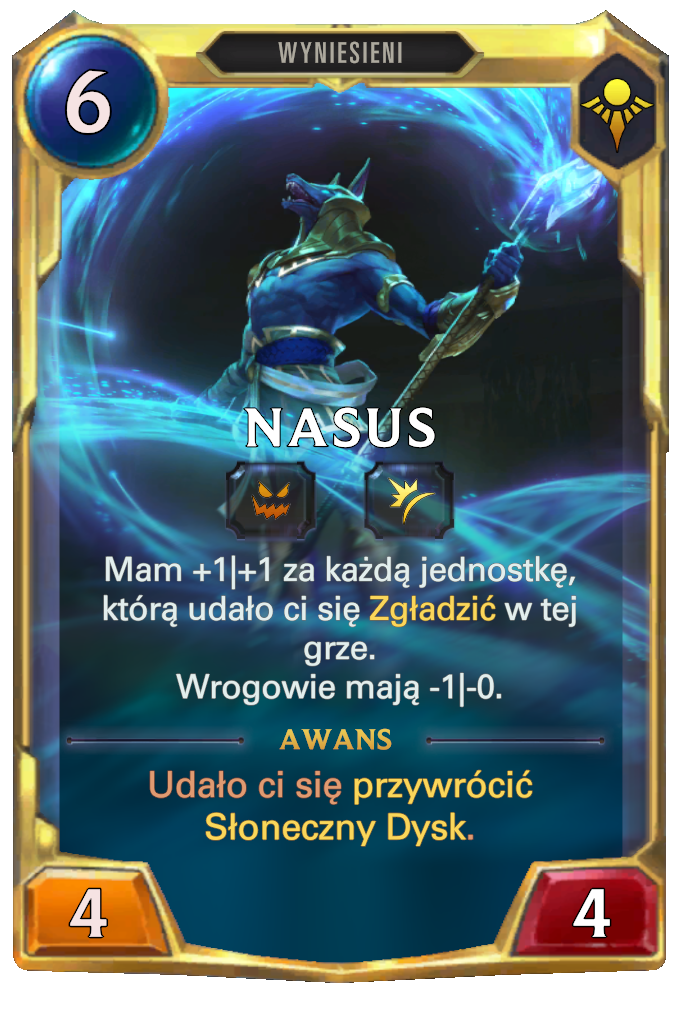 WYNIESIENI
6
NASUS
Mam +1|+1 za każdą jednostkę,
którą udało ci się Zgładzić w tej
grze.
Wrogowie mają -1|-0.
AWANS
Udało ci się przywrócić
Słoneczny Dysk.
4
4